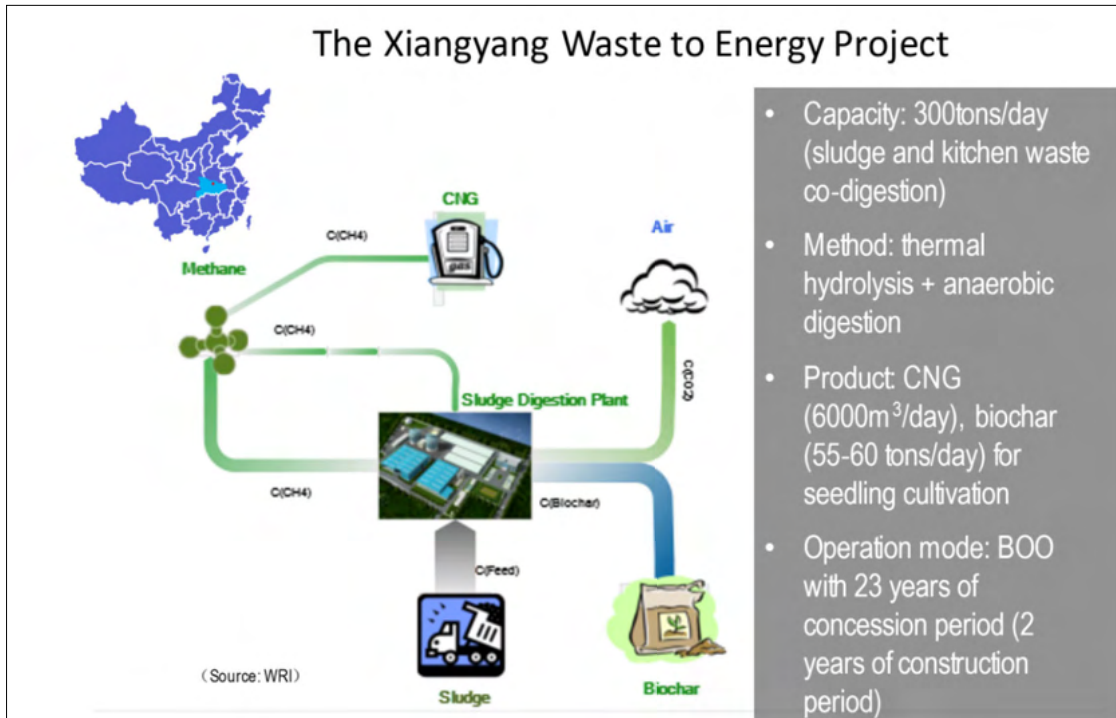 The Xiangyang Waste to Energy Project
CNG
gas
Air
C(CH4)
Methane
C(CH4)
C(CO2)
Sludge Digestion Plant
C(CH4)
C(Biochar)
C(Feed)
(Source: WRI)
Sludge
Biochar
• Capacity: 300tons/day
(sludge and kitchen waste
co-digestion)
• Method: thermal
hydrolysis + anaerobic
digestion
• Product: CNG
(6000m³/day), biochar
(55-60 tons/day) for
seedling cultivation
• Operation mode: BOO
with 23 years of
concession period (2
years of construction
period)